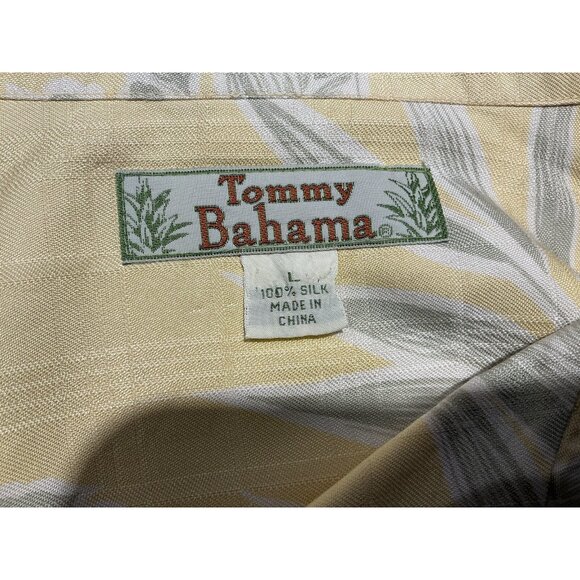 Tommy
Bahama®
L
100% SILK
MADE IN
CHINA